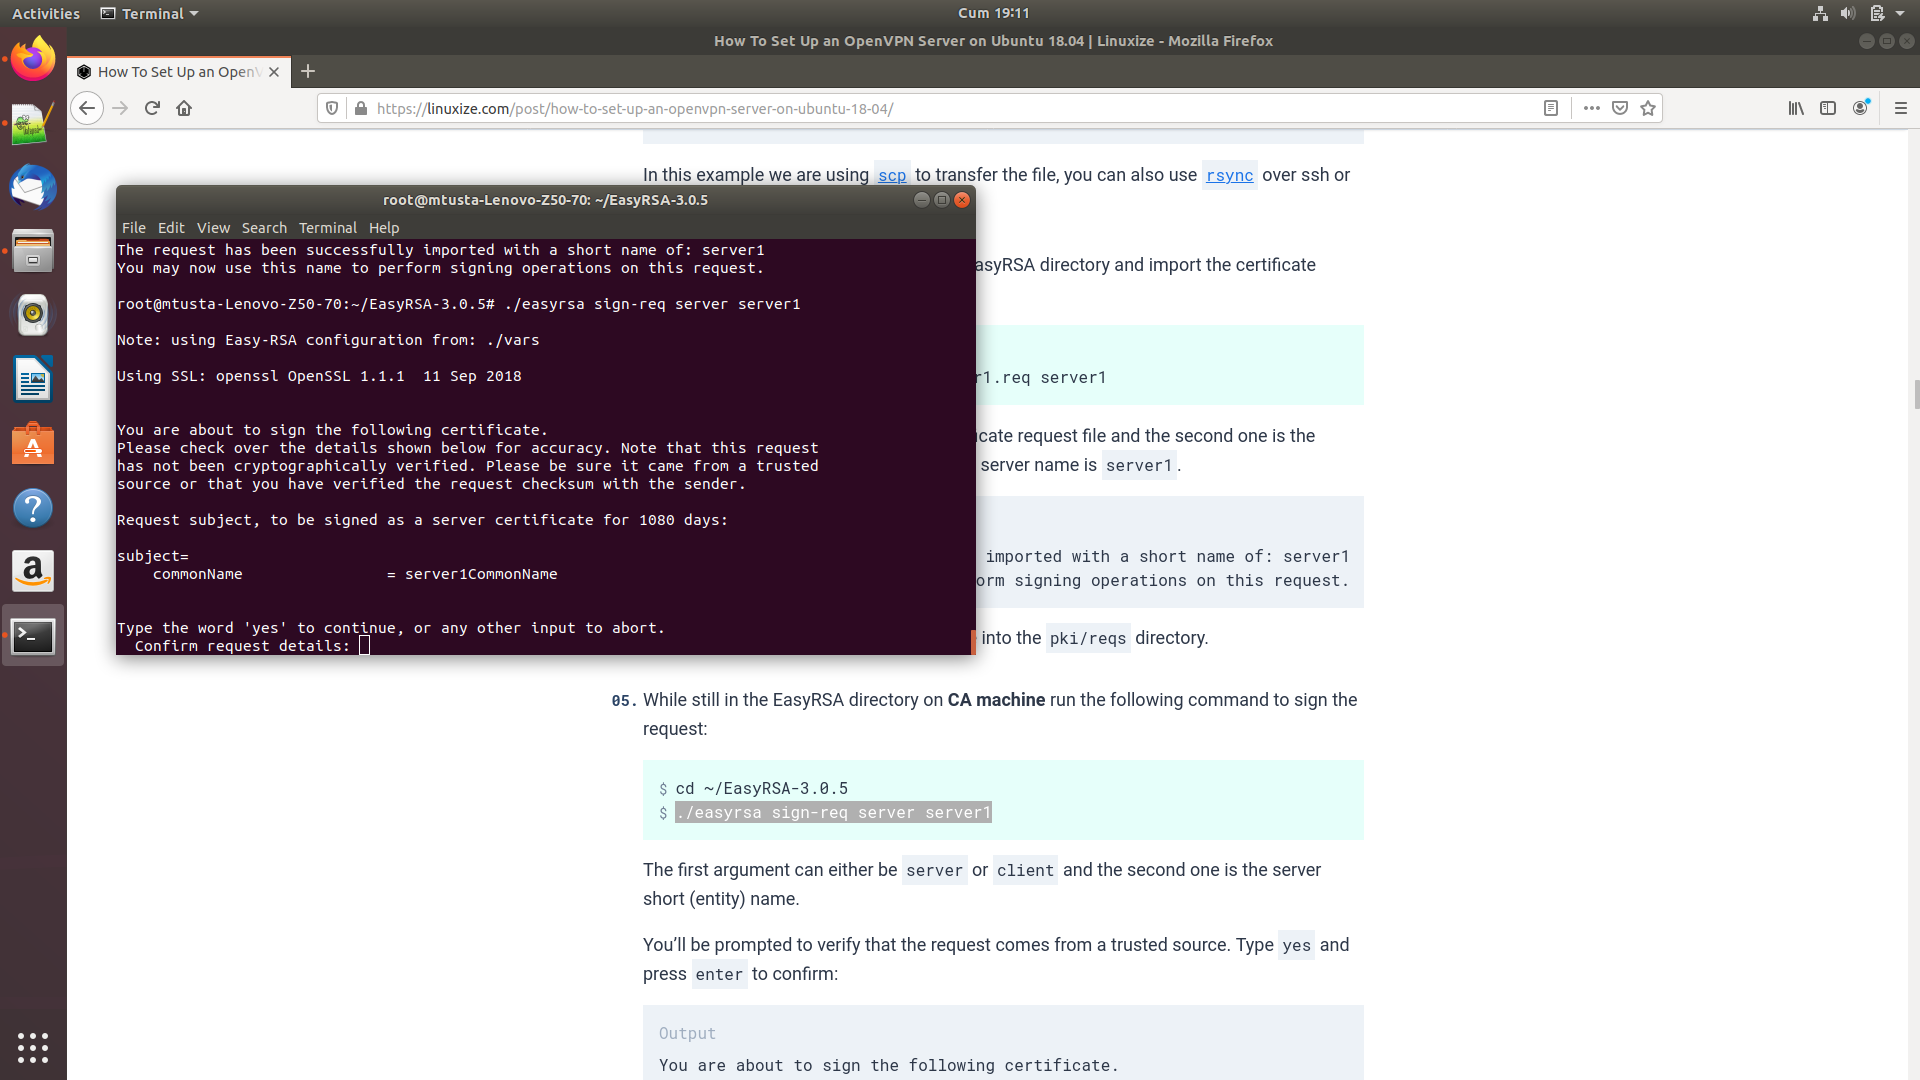 Activities
Terminal
Cum 19:11
How To Set Up an OpenVPN Server on Ubuntu 18.04 | Linuxize - Mozilla Firefox
How To Set Up an OpenV
https://linuxize.com/post/how-to-set-up-an-openvpn-server-on-ubuntu-18-04/
In this example we are using scp to transfer the file, you can also use rsync over ssh or
root@mtusta-Lenovo-Z50-70: ~/EasyRSA-3.0.5
File Edit View Search Terminal Help
The request has been successfully imported with a short name of: server1
You may now use this name to perform signing operations on this request.
root@mtusta-Lenovo-Z50-70:~/EasyRSA-3.0.5# ./easyrsa sign-req server server1
Note: using Easy-RSA configuration from: ./vars
Using SSL: openssl OpenSSL 1.1.1  11 Sep 2018
You are about to sign the following certificate.
Please check over the details shown below for accuracy. Note that this request
has not been cryptographically verified. Please be sure it came from a trusted
source or that you have verified the request checksum with the sender.
Request subject, to be signed as a server certificate for 1080 days:
subject=
commonName = server1CommonName
Type the word 'yes' to continue, or any other input to abort.
Confirm request details:
asyRSA directory and import the certificate
r1.req server1
icate request file and the second one is the
server name is server1.
imported with a short name of: server1
orm signing operations on this request.
into the pki/reqs directory.
05. While still in the EasyRSA directory on CA machine run the following command to sign the
request:
$ cd ~/EasyRSA-3.0.5
$ ./easyrsa sign-req server server1
The first argument can either be server or client and the second one is the server
short (entity) name.
You’ll be prompted to verify that the request comes from a trusted source. Type yes and
press enter to confirm:
Output
You are about to sign the following certificate.